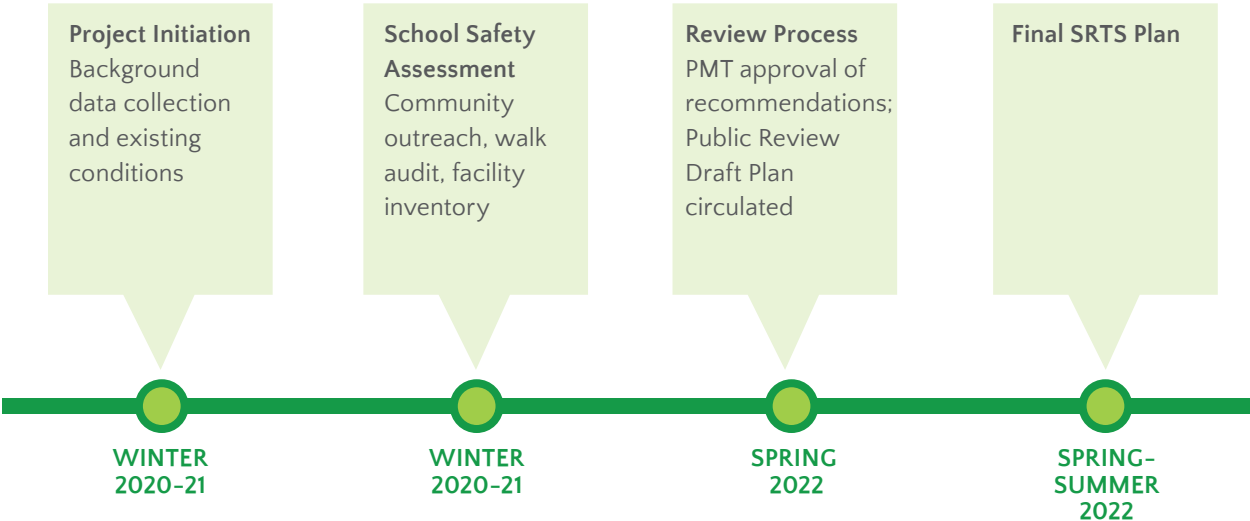 Project Initiation
Background
data collection
and existing
conditions
School Safety
Assessment
Community
outreach, walk
audit, facility
inventory
Review Process
PMT approval of
recommendations;
Public Review
Draft Plan
circulated
Final SRTS Plan
WINTER
2020-21
WINTER
2020-21
SPRING
2022
SPRING-
SUMMER
2022